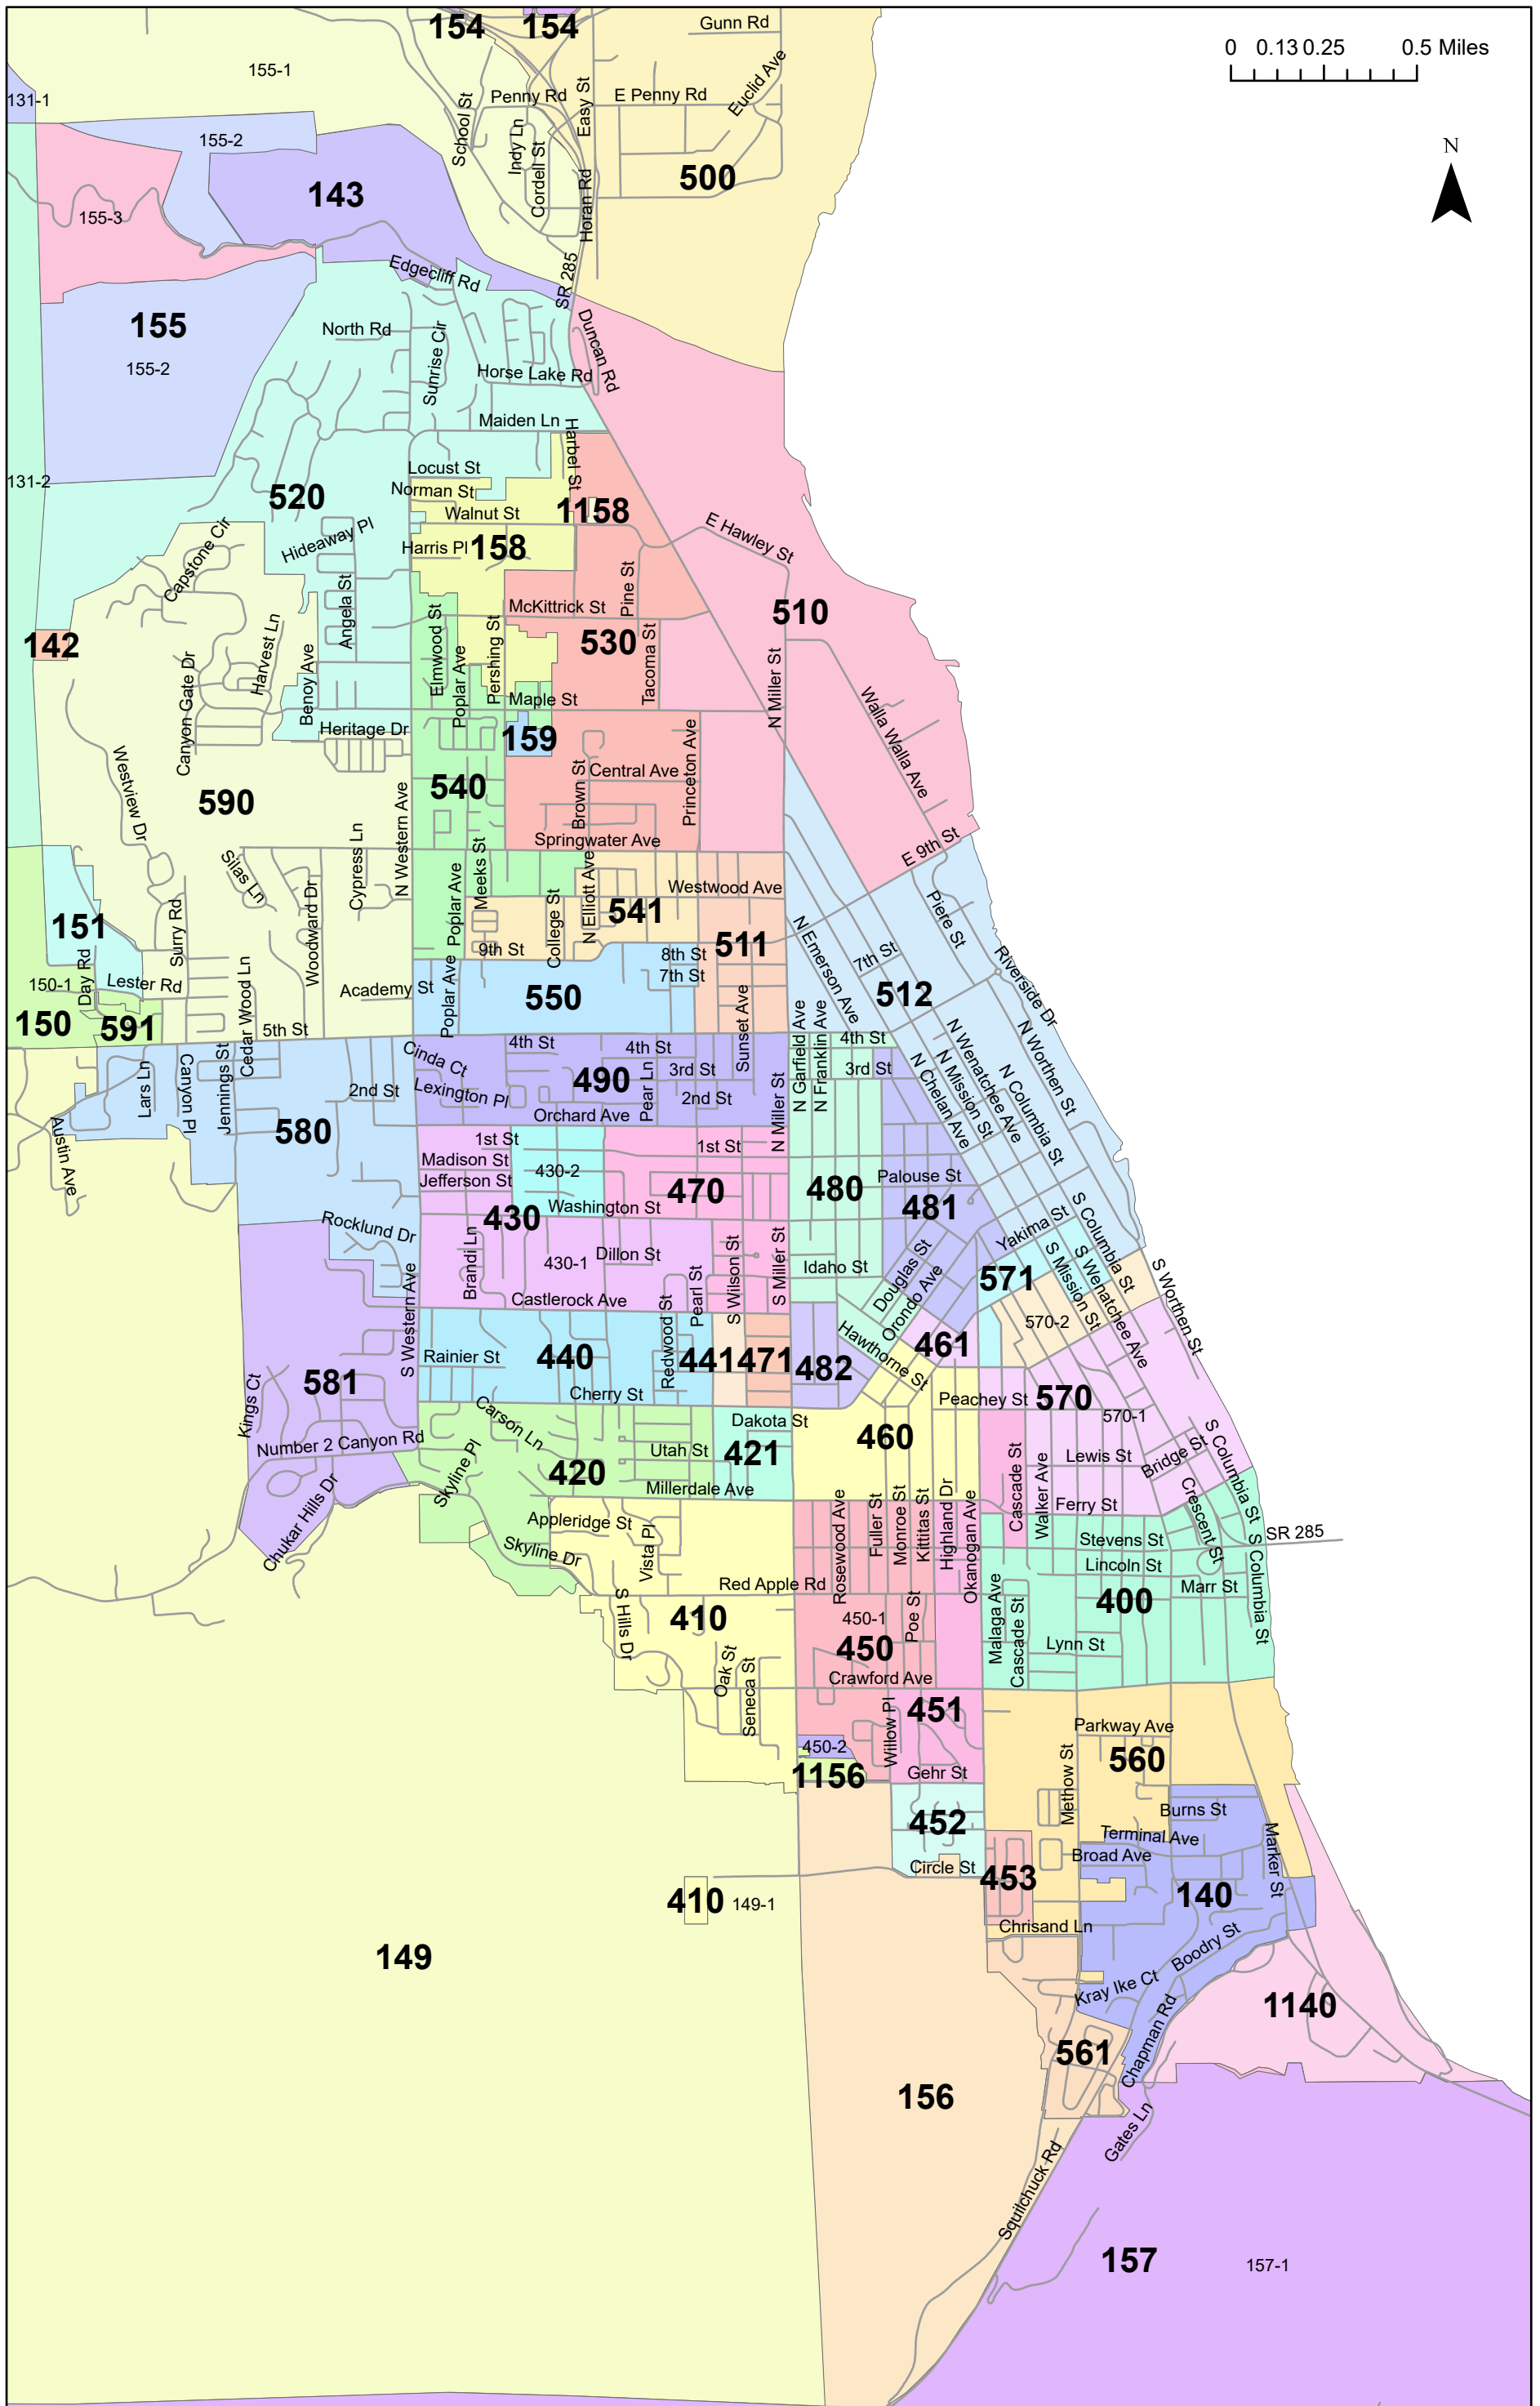 154
154
Gunn Rd
0 0.13 0.25 0.5 Miles
155-1
Euclid Ave
131-1
Penny Rd
E Penny Rd
Easy St
School St
155-2
Indy Ln
Cordell St
N
143
500
Horan Rd
155-3
Edgecliff Rd
SR 285
155
155-2
North Rd
Sunrise Cir
Duncan Rd
Horse Lake Rd
Maiden Ln
Harbel St
Locust St
131-2
Norman St
520
Walnut St
1158
E Hawley St
Hideaway Pl
Harris Pl
158
Capstone Cir
Angela St
Pine St
McKittrick St
510
142
Harvest Ln
Elmwood St
Pershing St
530
Tacoma St
Canyon Gate Dr
Benoy Ave
Poplar Ave
N Miller St
Maple St
Heritage Dr
159
Walla Walla Ave
Princeton Ave
Westview Dr
540
Central Ave
590
Brown St
N Western Ave
Springwater Ave
E 9th St
Silas Ln
Cypress Ln
Meeks St
Westwood Ave
Woodward Dr
Poplar Ave
College St
N Elliott Ave
541
Piere St
151
Surry Rd
9th St
8th St
511
N Emerson Ave
7th St
7th St
Day Rd
150-1
Lester Rd
Academy St
Poplar Ave
550
512
Riverside Dr
150
591
Cedar Wood Ln
5th St
Sunset Ave
N Garfield Ave
N Franklin Ave
4th St
4th St
4th St
N Wenatchee Ave
N Worthen St
Cinda Ct
3rd St
3rd St
N Mission St
N Columbia St
Lars Ln
Canyon Pl
Jennings St
2nd St
Lexington Pl
490
Pear Ln
2nd St
N Chelan Ave
Orchard Ave
N Miller St
580
Austin Ave
1st St
1st St
Madison St
430-2
Jefferson St
Palouse St
470
480
481
Washington St
430
Rocklund Dr
Yakima St
S Columbia St
Brandi Ln
430-1
Dillon St
S Wilson St
S Miller St
Idaho St
Douglas St
571
S Mission St
S Wenatchee Ave
S Worthen St
Castlerock Ave
Pearl St
Orondo Ave
S Western Ave
Redwood St
570-2
Hawthorne St
461
Rainier St
440
441
471
482
581
Cherry St
Kings Ct
Peachey St
570
570-1
Carson Ln
Dakota St
460
Number 2 Canyon Rd
Utah St
421
Lewis St
Bridge St
S Columbia St
Skyline Pl
420
Cascade St
Walker Ave
Millerdale Ave
Chukar Hills Dr
Ferry St
Crescent St
Appleridge St
Vista Pl
Rosewood Ave
Fuller St
Monroe St
Kittitas St
Highland Dr
Okanogan Ave
Stevens St
SR 285
Skyline Dr
Lincoln St
Red Apple Rd
Marr St
S Columbia St
410
S Hills Dr
450-1
Poe St
Malaga Ave
Cascade St
400
450
Lynn St
Oak St
Seneca St
Crawford Ave
451
Willow Pl
Parkway Ave
450-2
560
1156
Gehr St
Methow St
452
Burns St
Terminal Ave
Marker St
Broad Ave
Circle St
453
140
410
149-1
Chrisand Ln
149
Boodry St
Kray Ike Ct
1140
Chapman Rd
561
156
Gates Ln
Squilchuck Rd
157
157-1